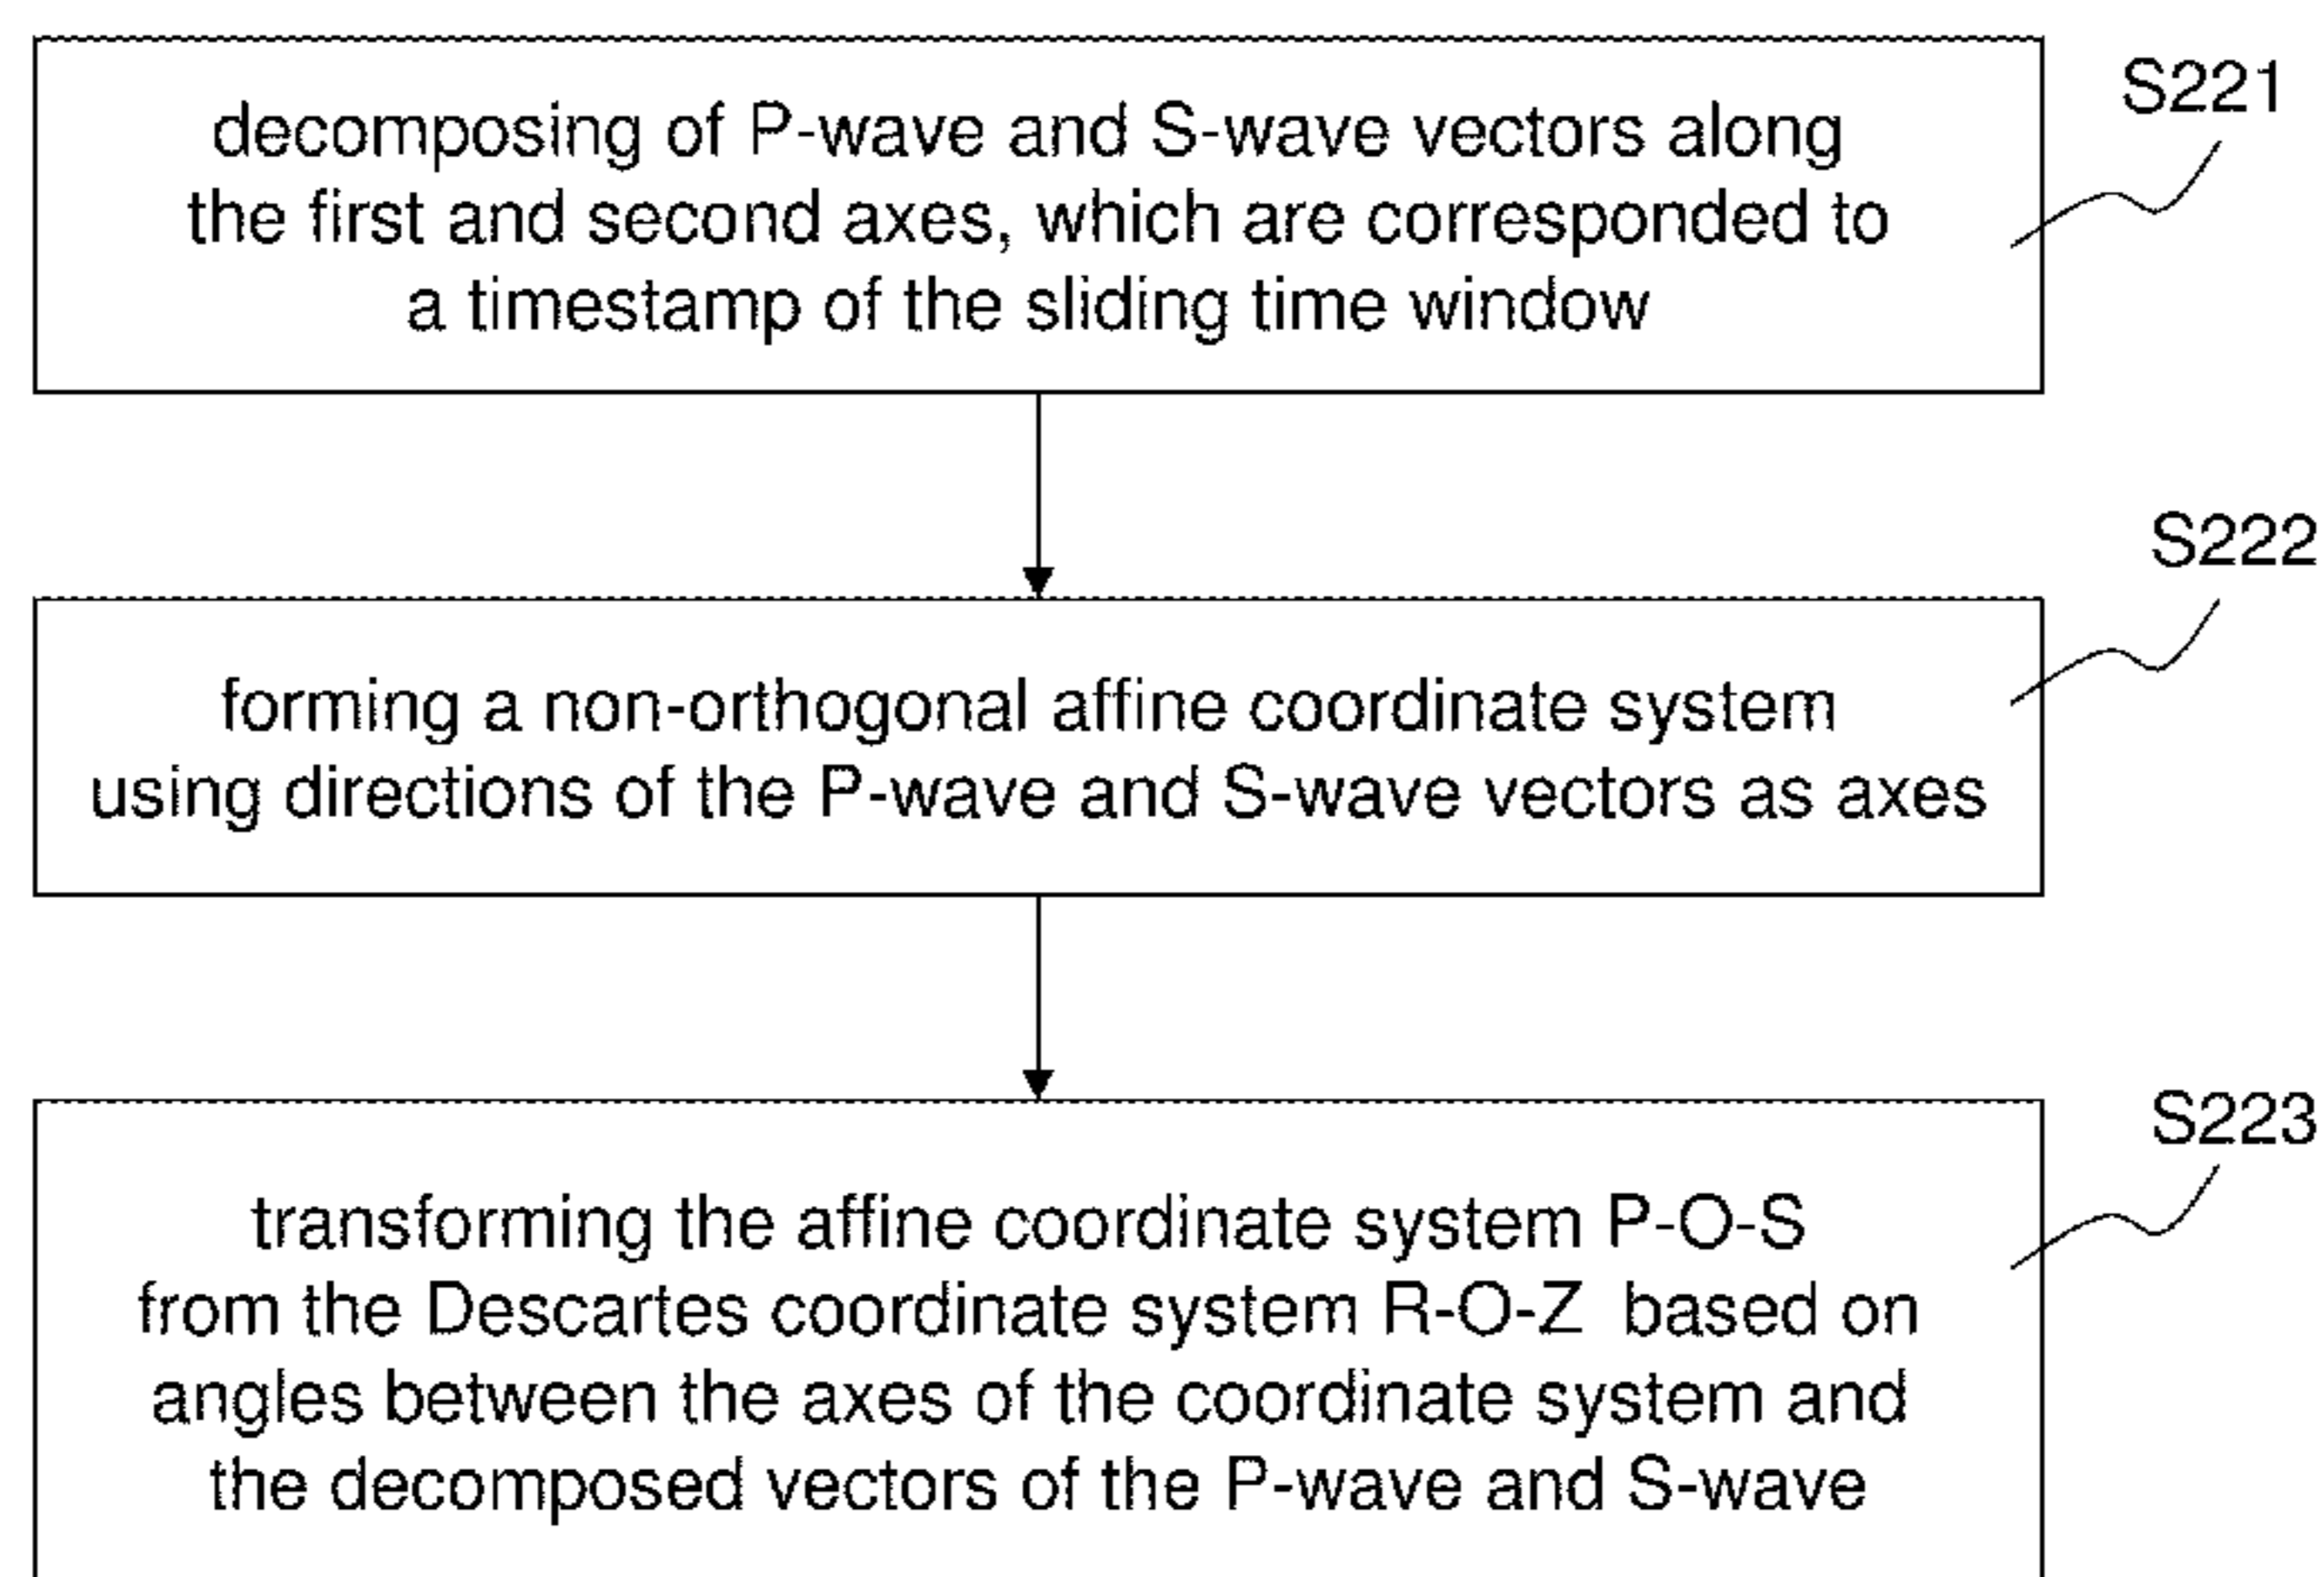 decomposing of P-wave and S-wave vectors along
the first and second axes, which are corresponded to
a timestamp of the sliding time window
S221
forming a non-orthogonal affine coordinate system
using directions of the P-wave and S-wave vectors as axes
S222
transforming the affine coordinate system P-O-S
from the Descartes coordinate system R-O-Z based on
angles between the axes of the coordinate system and
the decomposed vectors of the P-wave and S-wave
S223